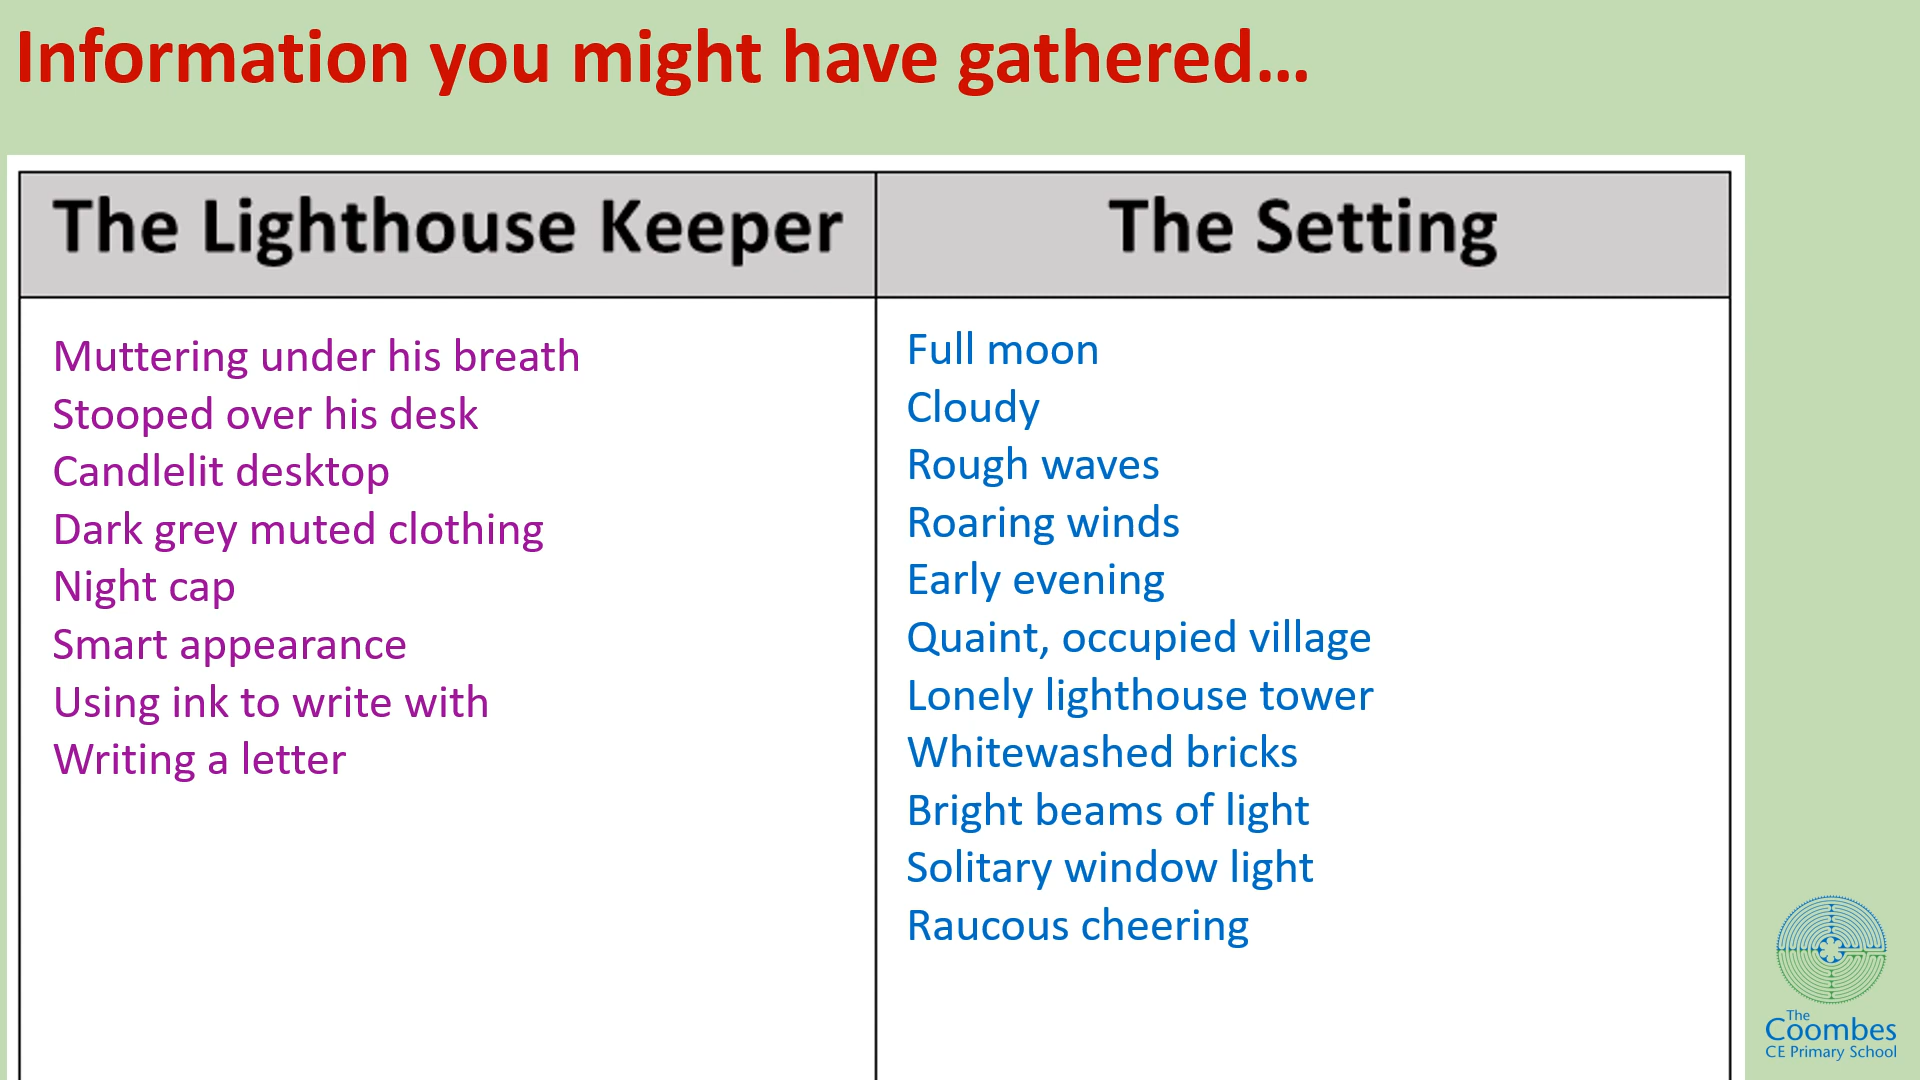 Information you might have gathered...
The Lighthouse Keeper
Muttering under his breath
Stooped over his desk
Candlelit desktop
Dark grey muted clothing
Night cap
Smart appearance
Using ink to write with
Writing a letter
The Setting
Full moon
Cloudy
Rough waves
Roaring winds
Early evening
Quaint, occupied village
Lonely lighthouse tower
Whitewashed bricks
Bright beams of light
Solitary window light
Raucous cheering
The
Coombes
CE Primary School